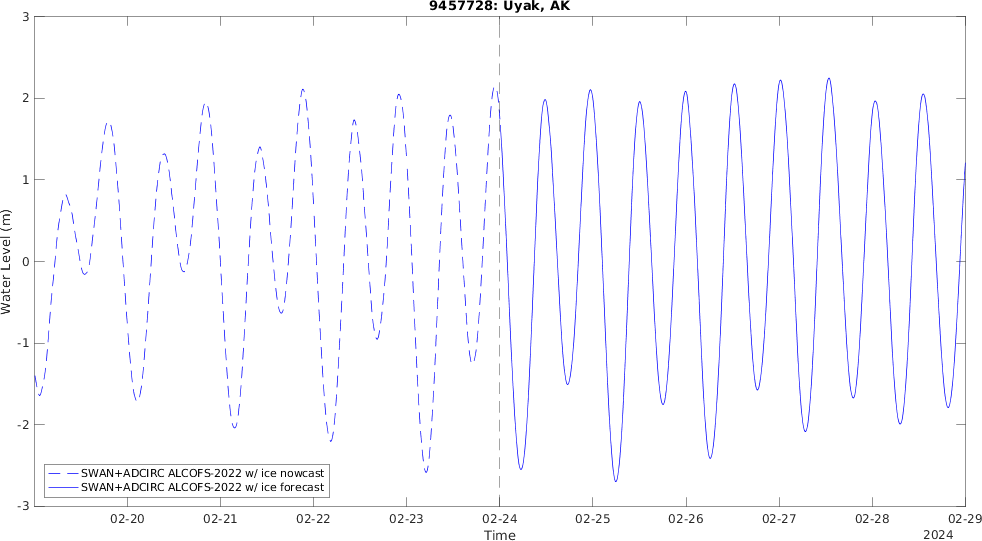 9457728: Uyak, AK
3
2
1
0
-1
-2
-3
Water Level (m)
SWAN+ADCIRC ALCOFS-2022 w/ ice nowcast
SWAN+ADCIRC ALCOFS-2022 w/ ice forecast
02-20 02-21 02-22 02-23 02-24 02-25 02-26 02-27 02-28 02-29
Time
2024